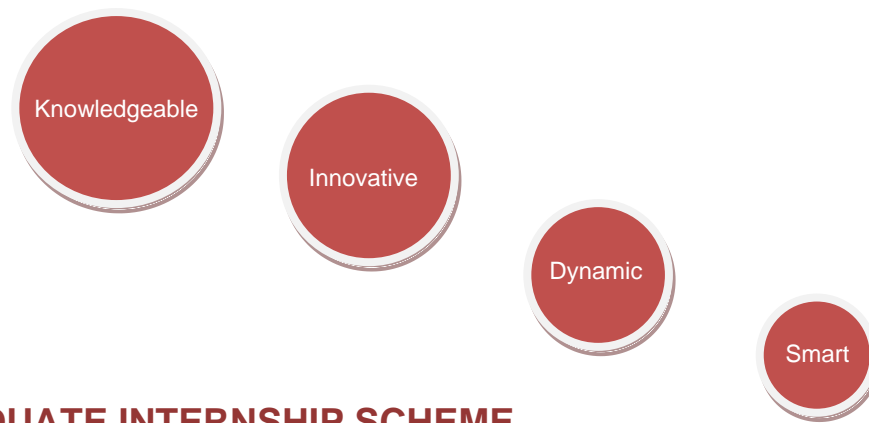 Knowledgeable
Innovative
Dynamic
Smart
INTERNSHIP SCHEME